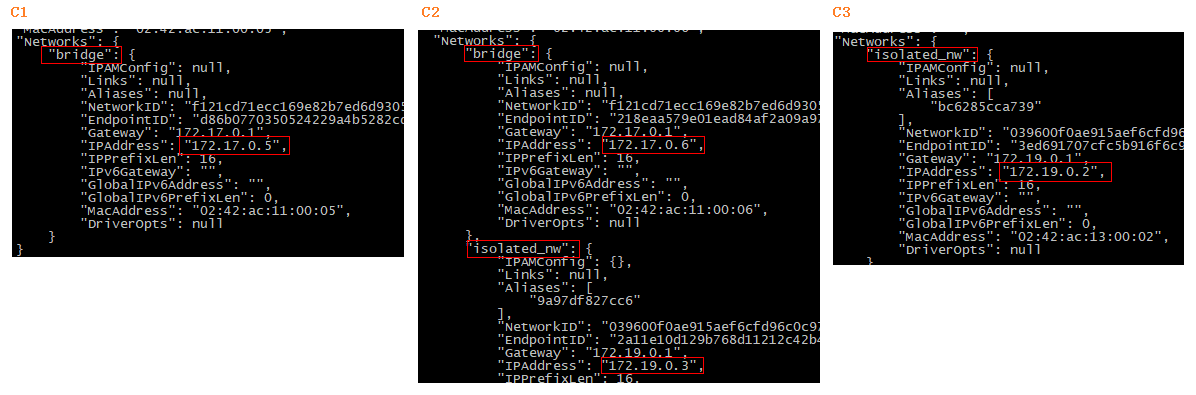 C1
"MacAddress": "02:42:ac:11:00:05",
"Networks": {
"bridge": {
"IPAMConfig": null,
"Links": null,
"Aliases": null,
"NetworkID": "f121cd71ecc169e82b7ed6d9305
"EndpointID": "d86b0770350524229a4b5282cc
"Gateway": "172.17.0.1",
"IPAddress": "172.17.0.5",
"IPPrefixLen": 16,
"IPv6Gateway": "",
"GlobalIPv6Address": "",
"GlobalIPv6PrefixLen": 0,
"MacAddress": "02:42:ac:11:00:05",
"DriverOpts": null
}
}
C2
"MacAddress": "02:42:ac:11:00:06",
"Networks": {
"bridge": {
"IPAMConfig": null,
"Links": null,
"Aliases": null,
"NetworkID": "f121cd71ecc169e82b7ed6d9305
"EndpointID": "218eaa579e01ead84af2a09a97
"Gateway": "172.17.0.1",
"IPAddress": "172.17.0.6",
"IPPrefixLen": 16,
"IPv6Gateway": "",
"GlobalIPv6Address": "",
"GlobalIPv6PrefixLen": 0,
"MacAddress": "02:42:ac:11:00:06",
"DriverOpts": null
},
"isolated_nw": {
"IPAMConfig": {},
"Links": null,
"Aliases": [
"9a97df827cc6"
],
"NetworkID": "039600f0ae915aef6cfd96c0c97
"EndpointID": "2a11e10d129b768d11212c42b4
"Gateway": "172.19.0.1",
"IPAddress": "172.19.0.3",
"IPPrefixLen": 16,
C3
"Networks": {
"isolated_nw": {
"IPAMConfig": null,
"Links": null,
"Aliases": [
"bc6285cca739"
],
"NetworkID": "039600f0ae915aef6cfd96
"EndpointID": "3ed691707cfc5b916f6c9
"Gateway": "172.19.0.1",
"IPAddress": "172.19.0.2",
"IPPrefixLen": 16,
"IPv6Gateway": "",
"GlobalIPv6Address": "",
"GlobalIPv6PrefixLen": 0,
"MacAddress": "02:42:ac:13:00:02",
"DriverOpts": null
}